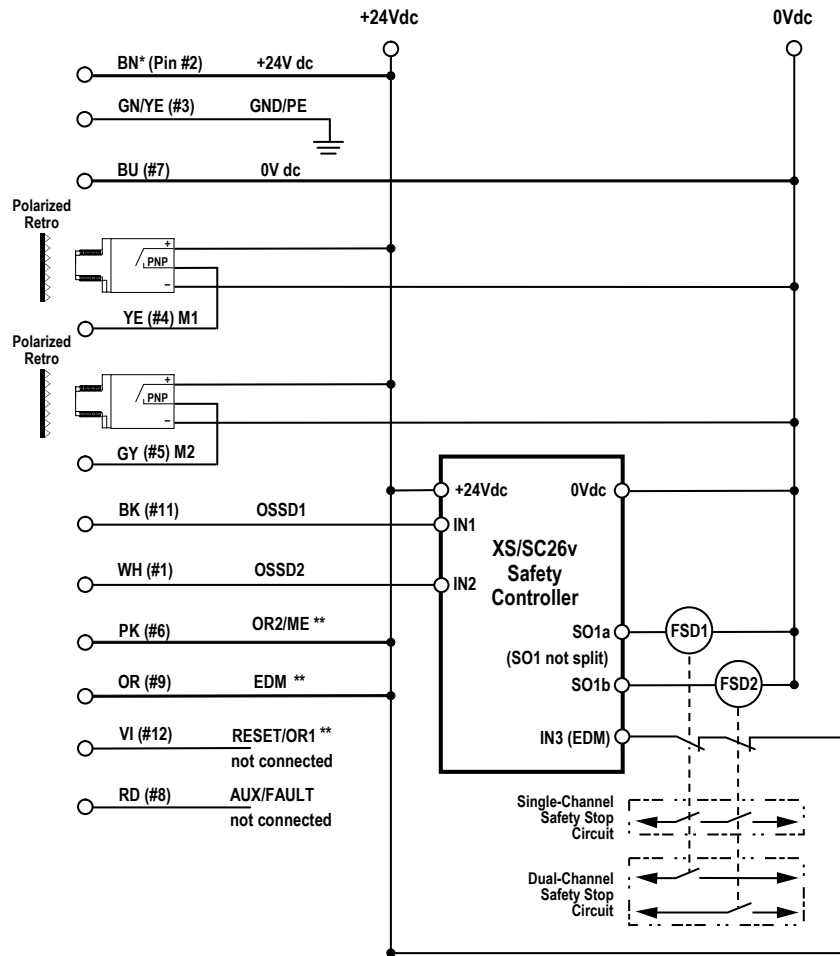 +24Vdc
0Vdc
BN* (Pin #2) +24V dc
GN/YE (#3) GND/PE
BU (#7) 0V dc
Polarized
Retro
+
PNP
–
YE (#4) M1
Polarized
Retro
+
PNP
–
GY (#5) M2
+24Vdc 0Vdc
BK (#11) OSSD1
IN1
XS/SC26v
Safety
Controller
WH (#1) OSSD2
IN2
PK (#6) OR2/ME **
SO1a
FSD1
(SO1 not split)
OR (#9) EDM **
SO1b
FSD2
VI (#12) RESET/OR1 **
not connected
IN3 (EDM)
RD (#8) AUX/FAULT
not connected
Single-Channel
Safety Stop
Circuit
Dual-Channel
Safety Stop
Circuit